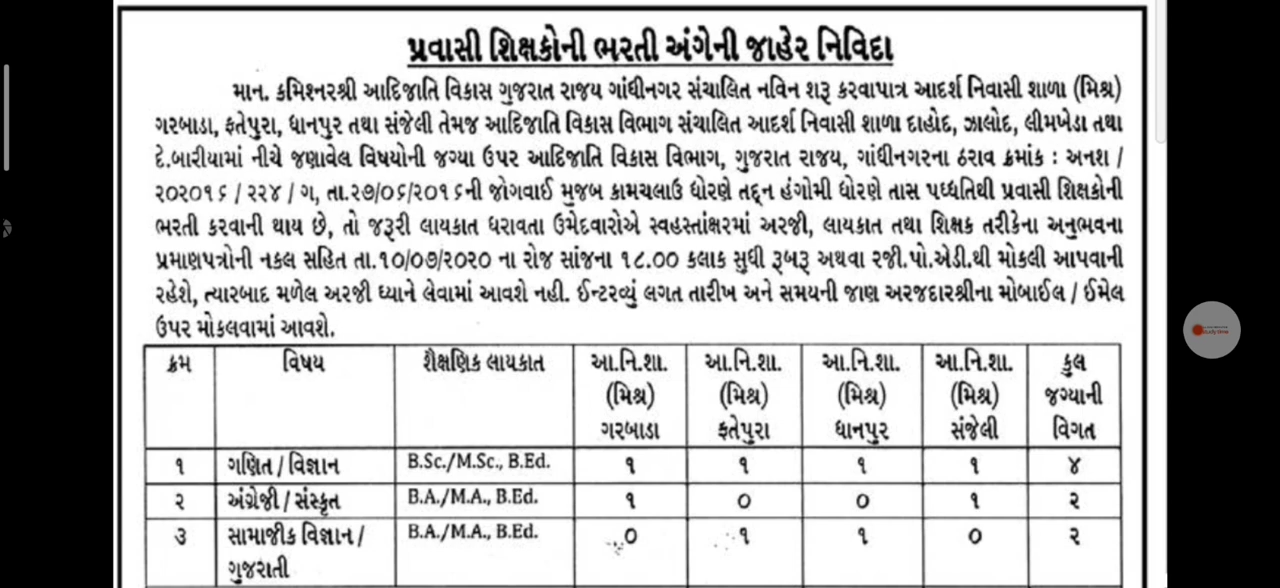 પ્રવાસી શિક્ષકોની ભરતી અંગેની જાહેર નિવિદા
માન. કમિશ્નરશ્રી આદિજાતિ વિકાસ ગુજરાત રાજય ગાંધીનગર સંચાલિત નવિન શરૂ કરવાપાત્ર આદર્શ નિવાસી શાળા (મિશ્ર)
ગરબાડા, ફતેપુરા, ધાનપુર તથા સંજેલી તેમજ આદિજાતિ વિકાસ વિભાગ સંચાલિત આદર્શ નિવાસી શાળા દાહોદ, ઝાલોદ, લીમખેડા તથા
દે.બારીયામાં નીચે જણાવેલ વિષયોની જગ્યા ઉપર આદિજાતિ વિકાસ વિભાગ, ગુજરાત રાજય, ગાંધીનગરના ઠરાવ ક્રમાંક : અનશ /
૨૦૨૦૧૬ / ૨૨૪ / ગ, તા.૨૭/૦૬/૨૦૧૬ની જોગવાઈ મુજબ કામચલાઉ ધોરણે તદ્દન હંગોમી ધોરણે તાસ પધ્ધતિથી પ્રવાસી શિક્ષકોની
ભરતી કરવાની થાય છે, તો જરૂરી લાયકાત ધરાવતા ઉમેદવારોએ સ્વહસ્તાંક્ષરમાં અરજી, લાયકાત તથા શિક્ષક તરીકેના અનુભવના
પ્રમાણપત્રોની નકલ સહિત તા.૧૦/૦૭/૨૦૨૦ ના રોજ સાંજના ૧૮.૦૦ કલાક સુધી રૂબરૂ અથવા રજી.પો.એડી.થી મોકલી આપવાની
રહેશે, ત્યારબાદ મળેલ અરજી ધ્યાને લેવામાં આવશે નહી. ઈન્ટરવ્યું લગત તારીખ અને સમયની જાણ અરજદારશ્રીના મોબાઈલ / ઈમેલ
ઉપર મોકલવામાં આવશે.
ક્રમ વિષય શૈક્ષણિક લાયકાત આ.નિ.શા. આ.નિ.શા. આ.નિ.શા. આ.નિ.શા. કુલ
(મિશ્ર) (મિશ્ર) (મિશ્ર) (મિશ્ર) જગ્યાની
ગરબાડા ફતેપુરા ધાનપુર સંજેલી વિગત
૧ ગણિત / વિજ્ઞાન B.Sc./M.Sc., B.Ed. ૧ ૧ ૧ ૧ ૪
૨ અંગ્રેજી / સંસ્કૃત B.A./M.A., B.Ed. ૧ ૦ ૦ ૧ ૨
૩ સામાજીક વિજ્ઞાન / B.A./M.A., B.Ed. ૦ ૧ ૧ ૦ ૨
ગુજરાતી